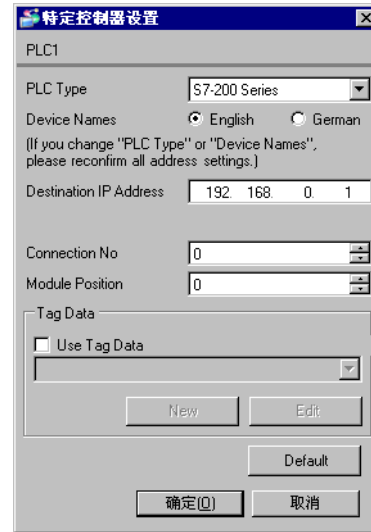 特定控制器设置
PLC1
PLC Type S7-200 Series
Device Names English German
(If you change "PLC Type" or "Device Names",
please reconfirm all address settings.)
Destination IP Address 192. 168. 0. 1
Connection No 0
Module Position 0
Tag Data
Use Tag Data
New Edit
Default
确定(O) 取消